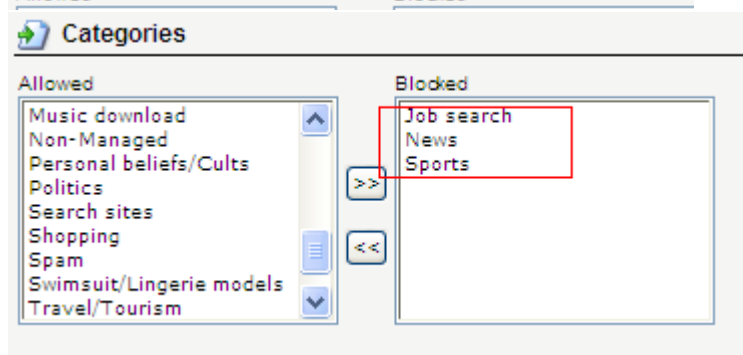 Categories
Allowed
Blocked
Music download
Non-Managed
Personal beliefs/Cults
Politics
Search sites
Shopping
Spam
Swimsuit/Lingerie models
Travel/Tourism
>>
<<
Job search
News
Sports